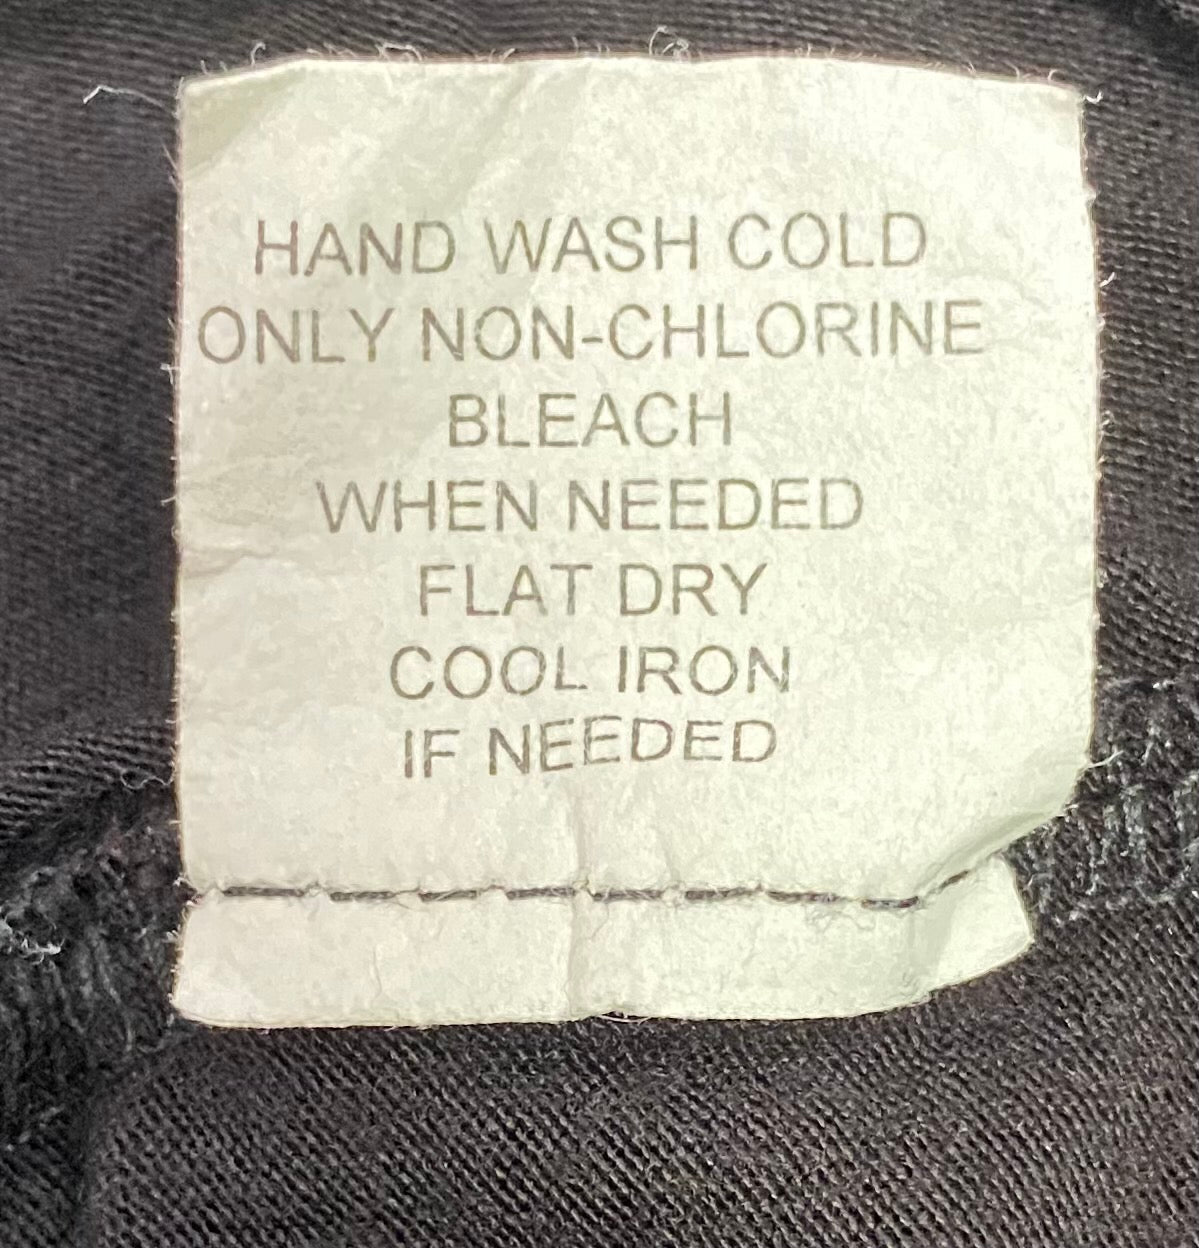 HAND WASH COLD
ONLY NON-CHLORINE
BLEACH
WHEN NEEDED
FLAT DRY
COOL IRON
IF NEEDED